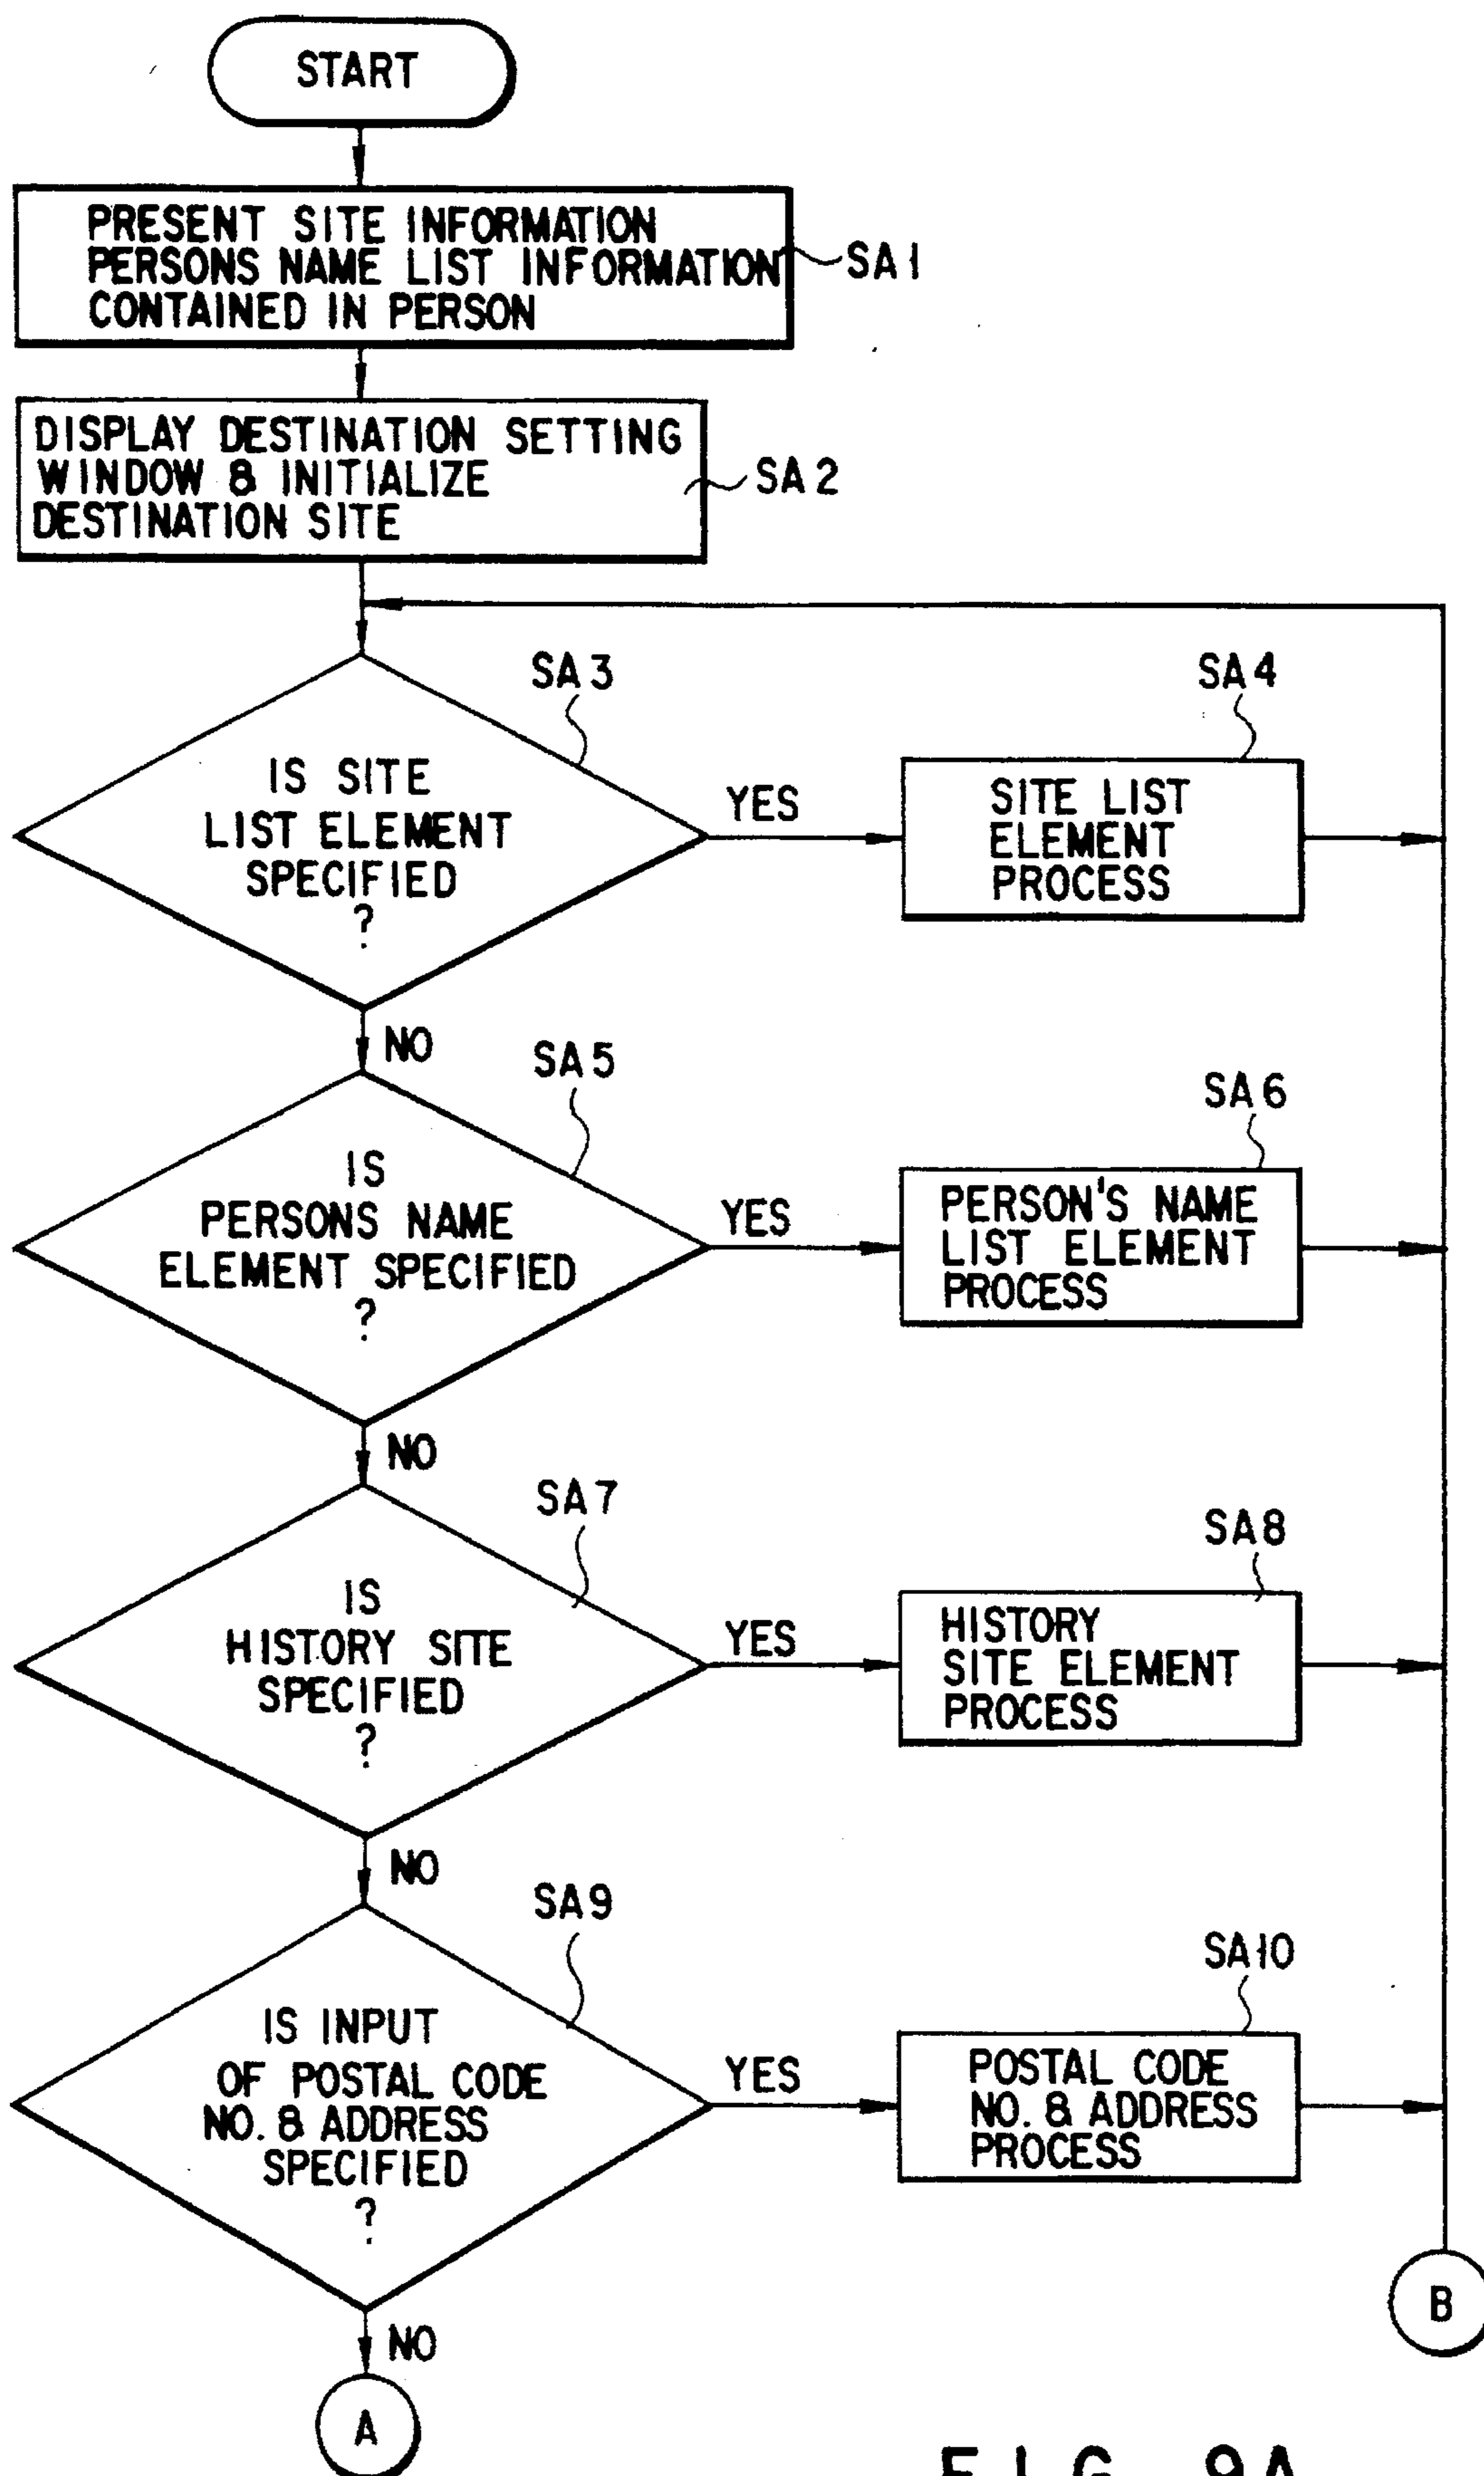 START
PRESENT SITE INFORMATION
PERSONS NAME LIST INFORMATION
CONTAINED IN PERSON
SA1
DISPLAY DESTINATION SETTING
WINDOW & INITIALIZE
DESTINATION SITE
SA2
SA3
IS SITE
LIST ELEMENT
SPECIFIED
?
YES
SA4
SITE LIST
ELEMENT
PROCESS
NO
SA5
IS
PERSONS NAME
ELEMENT SPECIFIED
?
YES
SA6
PERSON'S NAME
LIST ELEMENT
PROCESS
NO
SA7
IS
HISTORY SITE
SPECIFIED
?
YES
SA8
HISTORY
SITE ELEMENT
PROCESS
NO
SA9
IS INPUT
OF POSTAL CODE
NO. & ADDRESS
SPECIFIED
?
YES
SA10
POSTAL CODE
NO. & ADDRESS
PROCESS
NO
A
B
FIG. 9A